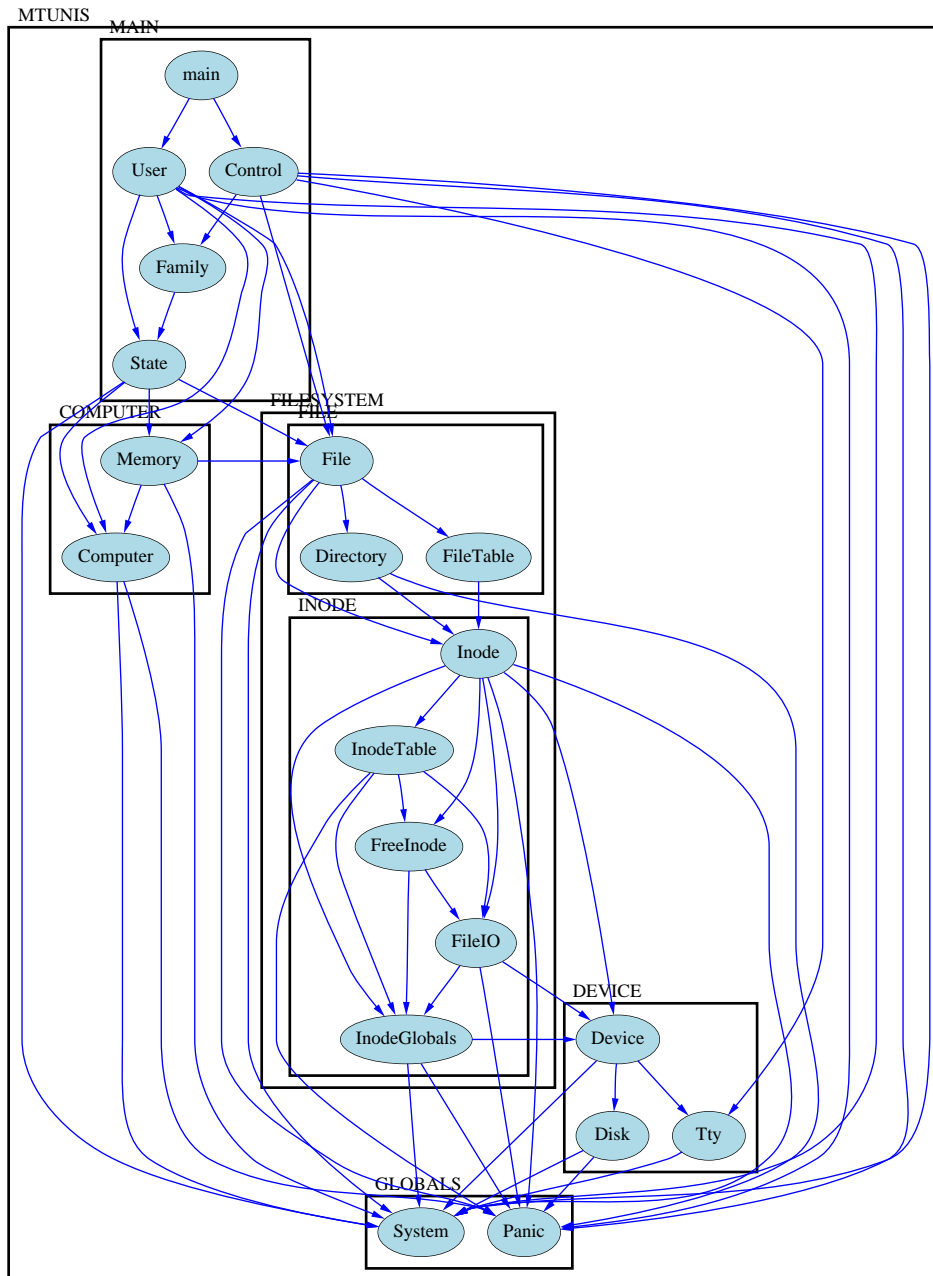 MTUNIS
MAIN
main
User
Control
Family
State
COMPUTER
FILESYSTEM
FILE
Memory
File
Computer
Directory
FileTable
INODE
Inode
InodeTable
FreeInode
FileIO
DEVICE
InodeGlobals
Device
Disk
Tty
GLOBALS
System
Panic